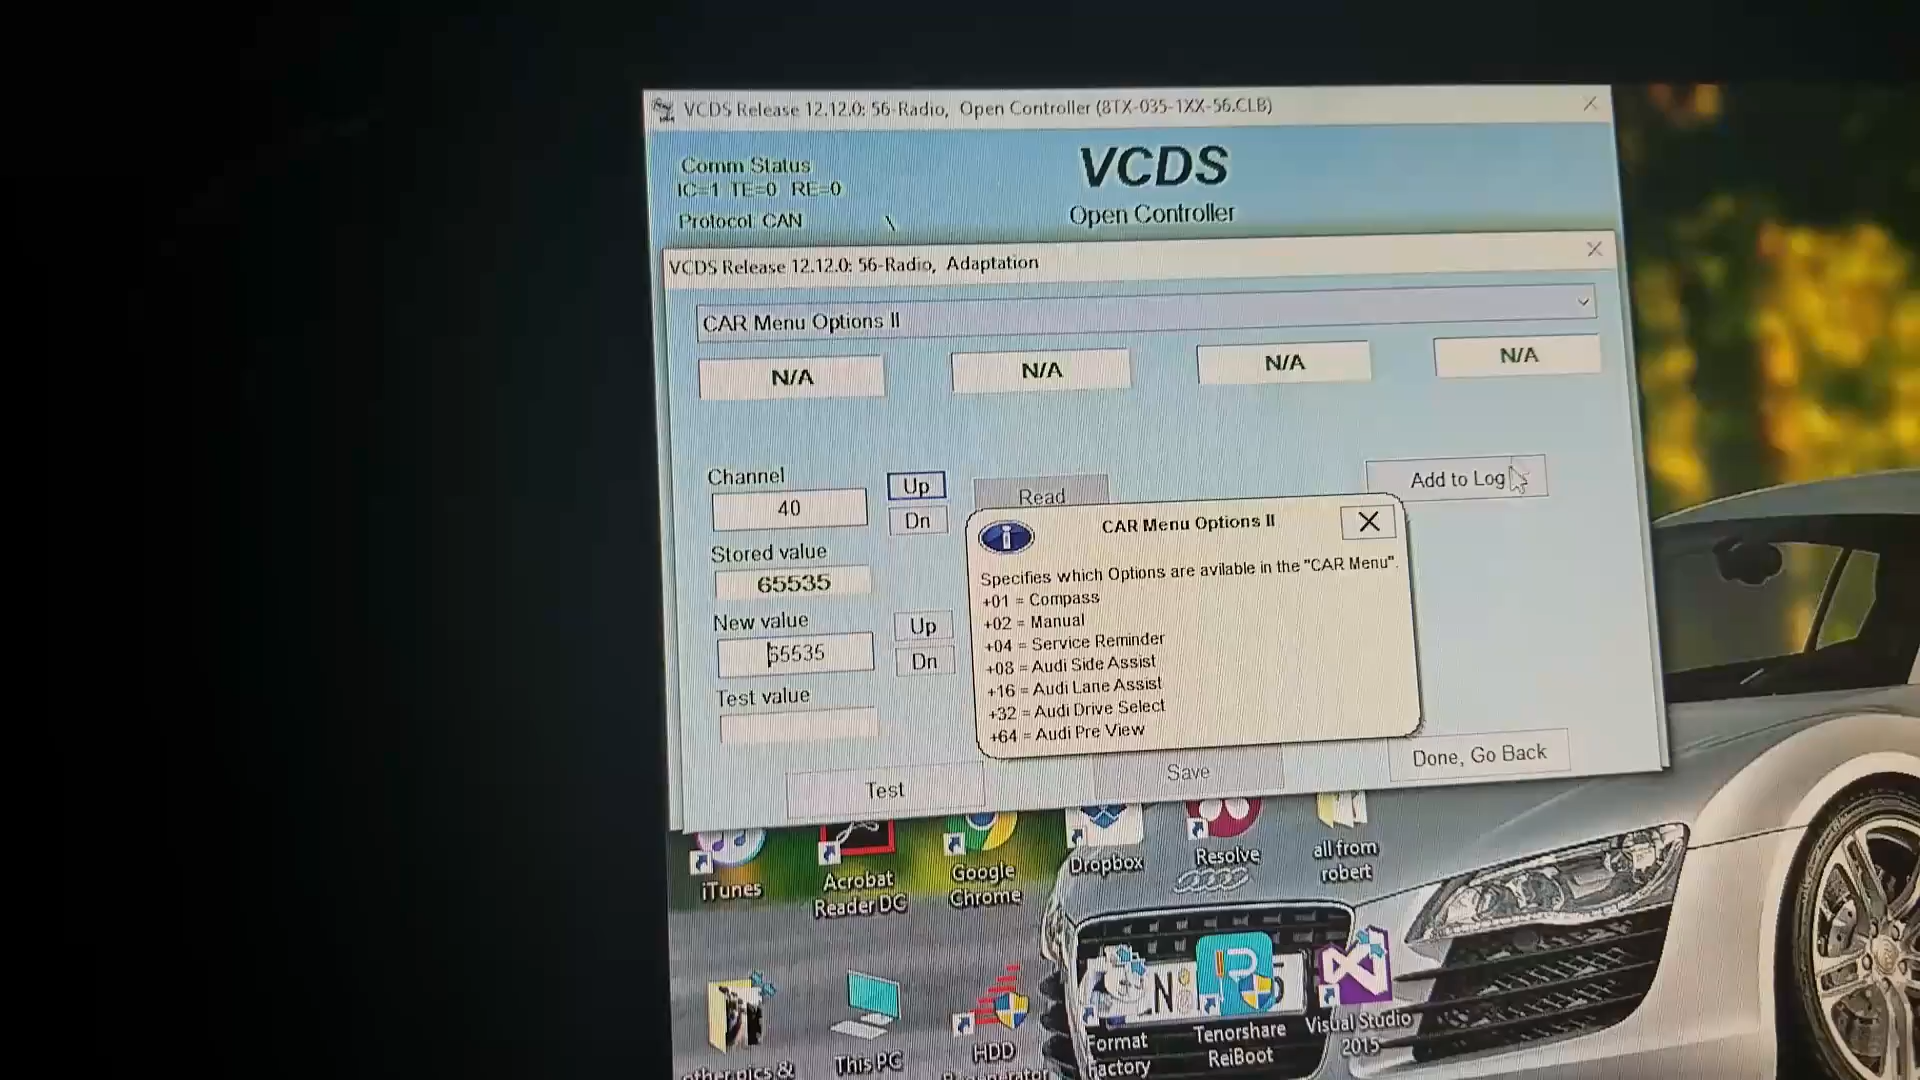 VCDS Release 12.12.0: 56-Radio, Open Controller (8TX-035-1XX-56.CLB)
Comm Status
IC=1 TE=0 RE=0
Protocol: CAN \
VCDS
Open Controller
VCDS Release 12.12.0: 56-Radio, Adaptation
CAR Menu Options II
N/A N/A N/A N/A
Channel
40
Up
Dn
Read
Add to Log
Stored value
65535
New value
65535
Up
Dn
Test value
CAR Menu Options II
Specifies which Options are avilable in the "CAR Menu".
+01 = Compass
+02 = Manual
+04 = Service Reminder
+08 = Audi Side Assist
+16 = Audi Lane Assist
+32 = Audi Drive Select
+64 = Audi Pre View
Test
Save
Done, Go Back
iTunes
Acrobat
Reader DC
Google
Chrome
Dropbox
Resolve
all from
robert
other pics &
This PC
HDD
N 5
Format
Factory
Tenorshare
ReiBoot
Visual Studio
2015